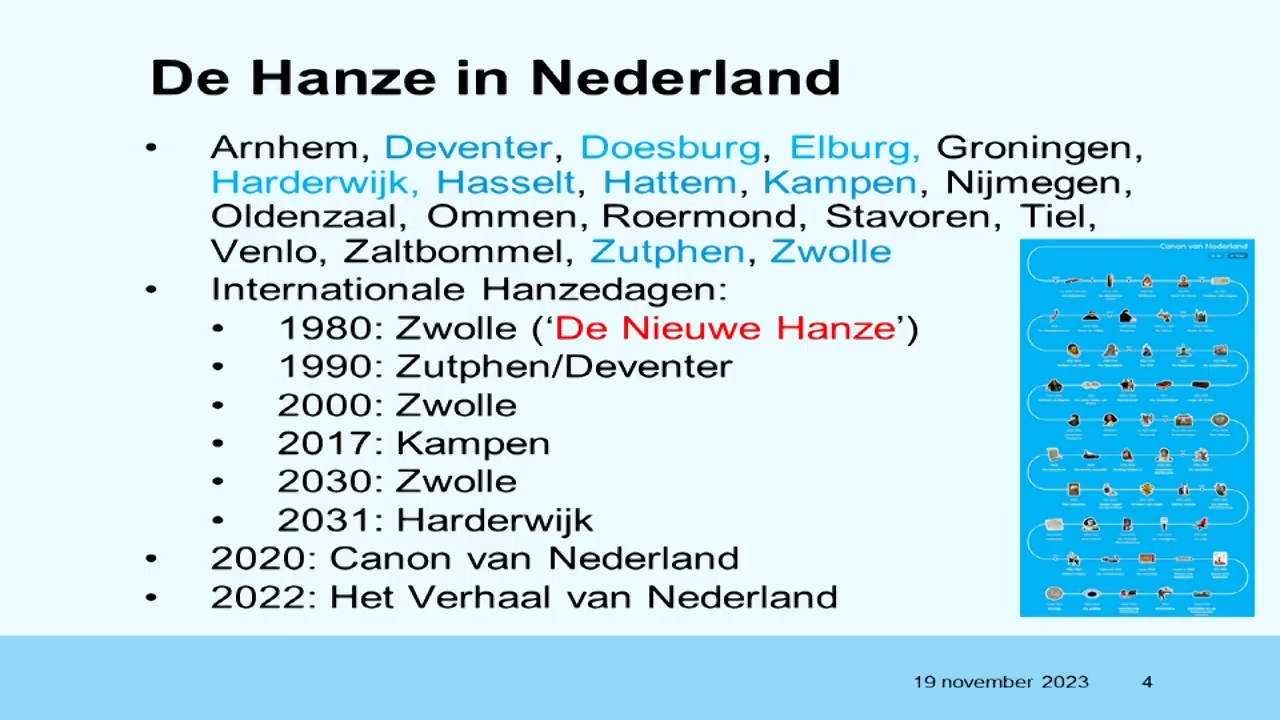 De Hanze in Nederland
• Arnhem, Deventer, Doesburg, Elburg, Groningen,
Harderwijk, Hasselt, Hattem, Kampen, Nijmegen,
Oldenzaal, Ommen, Roermond, Stavoren, Tiel,
Venlo, Zaltbommel, Zutphen, Zwolle
• Internationale Hanzedagen:
• 1980: Zwolle (‘De Nieuwe Hanze’)
• 1990: Zutphen/Deventer
• 2000: Zwolle
• 2017: Kampen
• 2030: Zwolle
• 2031: Harderwijk
• 2020: Canon van Nederland
• 2022: Het Verhaal van Nederland
Canon van Nederland
19 november 2023 4